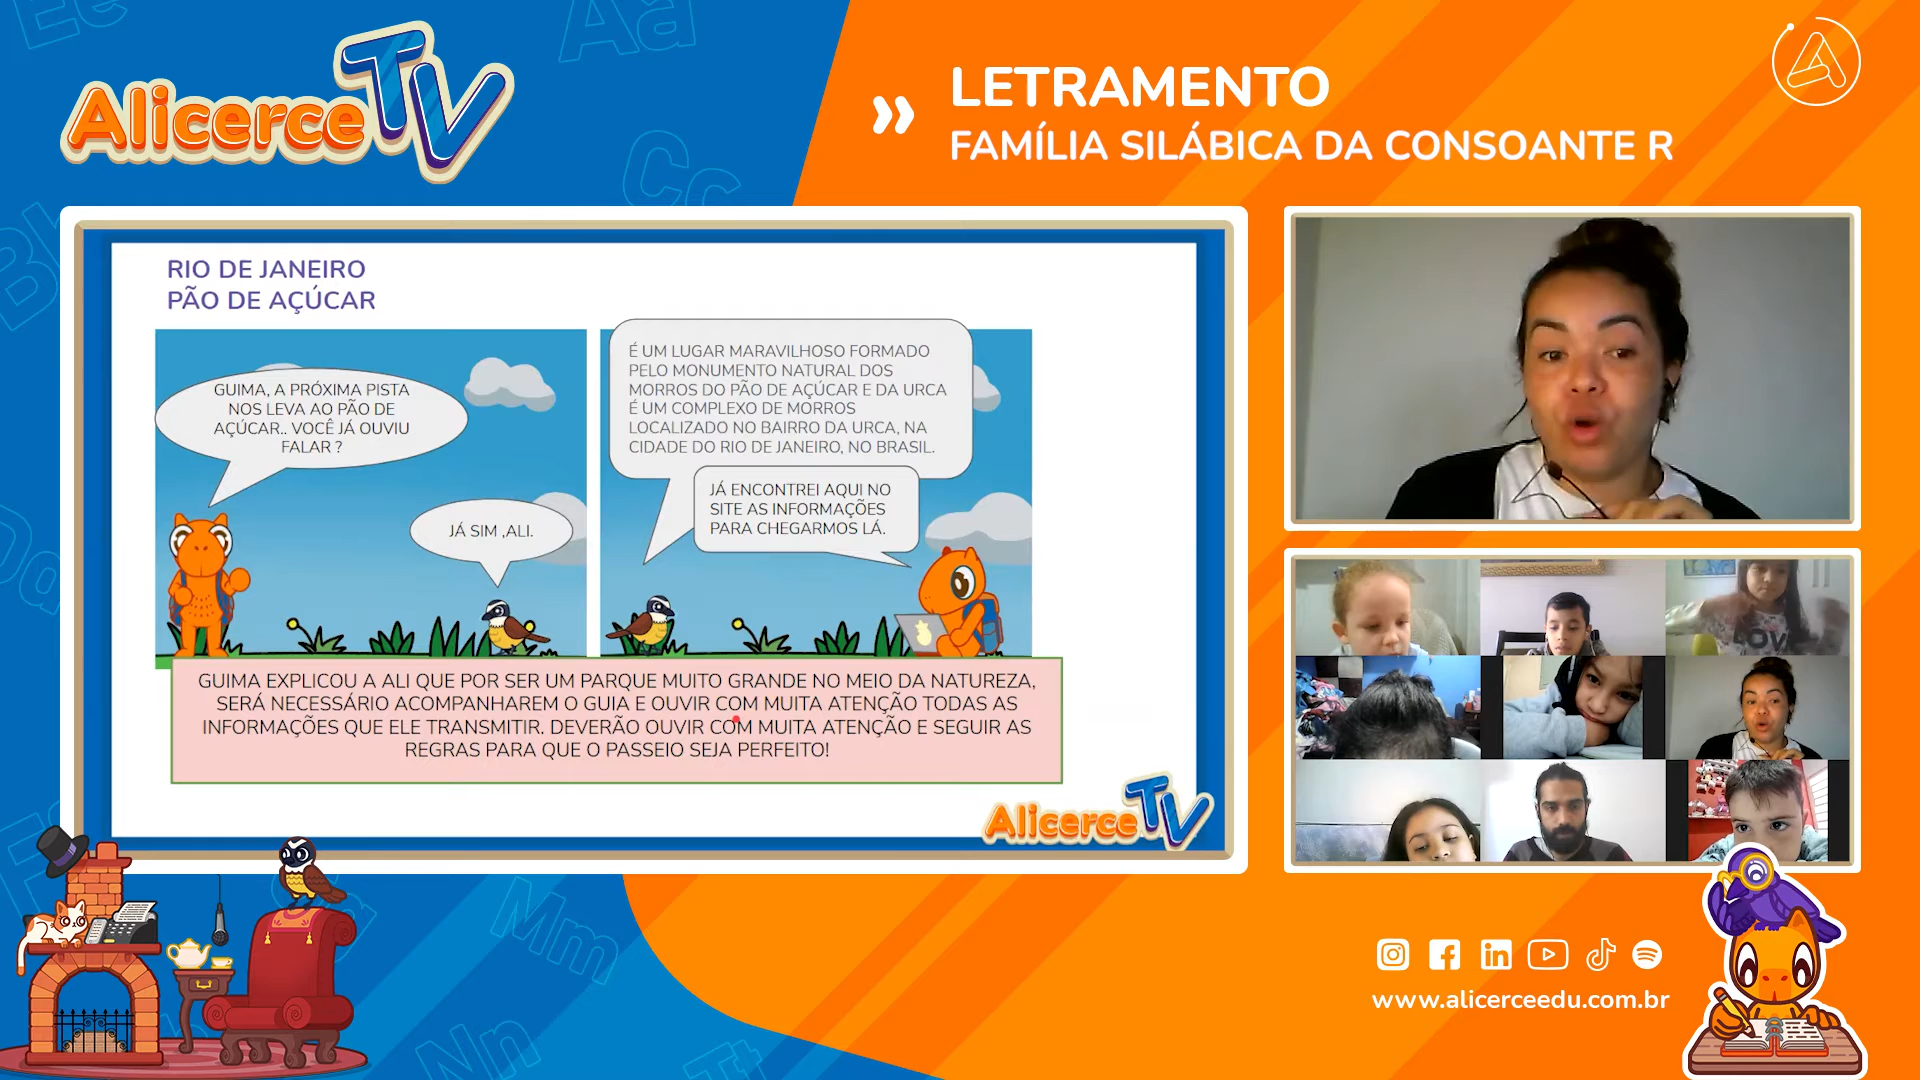 Alicerce TV
LETRAMENTO
FAMÍLIA SILÁBICA DA CONSOANTE R
RIO DE JANEIRO
PÃO DE AÇÚCAR
GUIMA, A PRÓXIMA PISTA
NOS LEVA AO PÃO DE
AÇÚCAR.. VOCÊ JÁ OUVIU
FALAR ?
JÁ SIM ,ALI.
É UM LUGAR MARAVILHOSO FORMADO
PELO MONUMENTO NATURAL DOS
MORROS DO PÃO DE AÇÚCAR E DA URCA
É UM COMPLEXO DE MORROS
LOCALIZADO NO BAIRRO DA URCA, NA
CIDADE DO RIO DE JANEIRO, NO BRASIL.
JÁ ENCONTREI AQUI NO
SITE AS INFORMAÇÕES
PARA CHEGARMOS LÁ.
GUIMA EXPLICOU A ALI QUE POR SER UM PARQUE MUITO GRANDE NO MEIO DA NATUREZA,
SERÁ NECESSÁRIO ACOMPANHAREM O GUIA E OUVIR COM MUITA ATENÇÃO TODAS AS
INFORMAÇÕES QUE ELE TRANSMITIR. DEVERÃO OUVIR COM MUITA ATENÇÃO E SEGUIR AS
REGRAS PARA QUE O PASSEIO SEJA PERFEITO!
Alicerce TV
www.alicerceedu.com.br